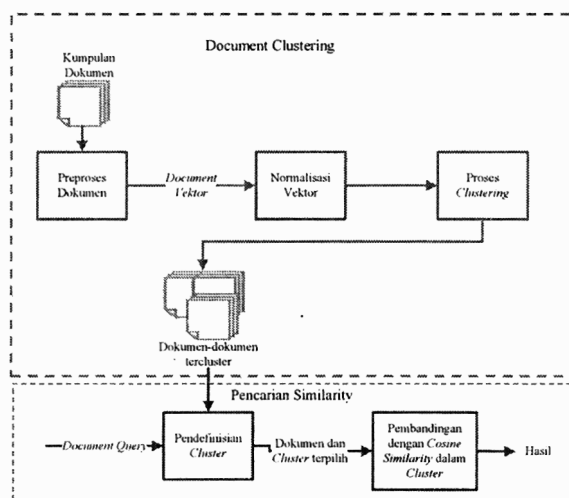 Document Clustering
Kumpulan
Dokumen
Preproses
Dokumen
Document
Vektor
Normalisasi
Vektor
Proses
Clustering
Dokumen-dokumen
tercluster
Pencarian Similarity
Document Query
Pendefinisian
Cluster
Dokumen dan
Cluster terpilih
Pembandingan
dengan Cosine
Similarity dalam
Cluster
Hasil